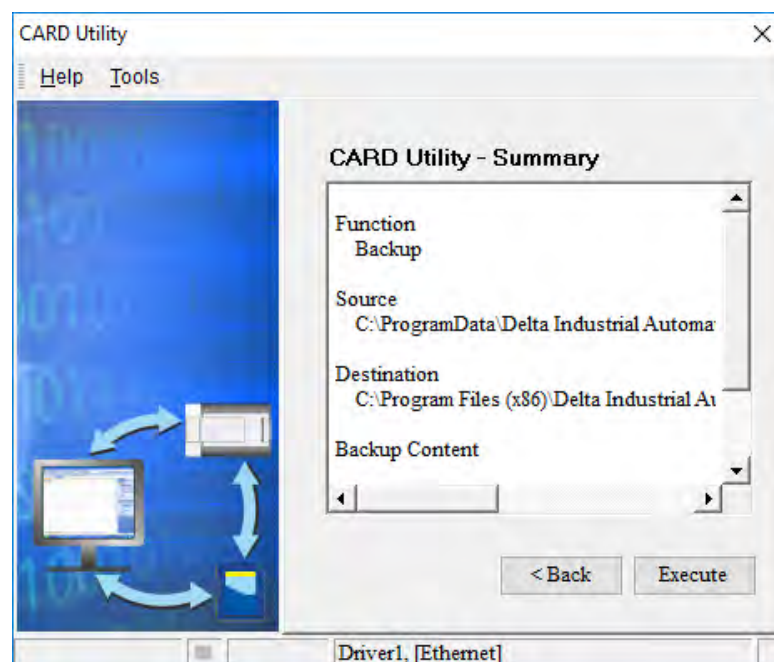 CARD Utility
Help Tools
CARD Utility - Summary
Function
Backup
Source
C:\ProgramData\Delta Industrial Automa
Destination
C:\Program Files (x86)\Delta Industrial Au
Backup Content
< Back Execute
Driver1, [Ethernet]